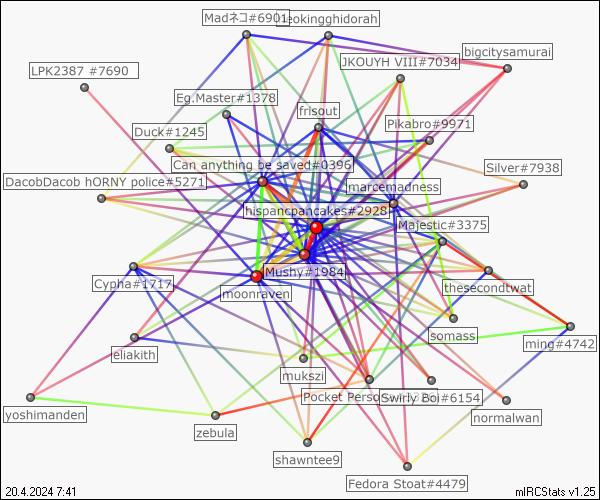 Madネコ#6901
eokingghidorah
JKOUYH VIII#7034
bigcitysamurai
LPK2387 #7690
Eg.Master#1378
frisout
Pikabro#9971
Duck#1245
Can anything be saved#0396
Silver#7938
DacobDacob hORNY police#5271
marcemadness
hispancpancakes#2928
Majestic#3375
Mushy#1984
Cypha#1717
moonraven
thesecondtwat
somass
ming#4742
eliakith
mukszi
Pocket Perso
Swirly Boi#6154
yoshimanden
normalwan
zebula
shawntee9
Fedora Stoat#4479
20.4.2024 7:41
mIRCStats v1.25